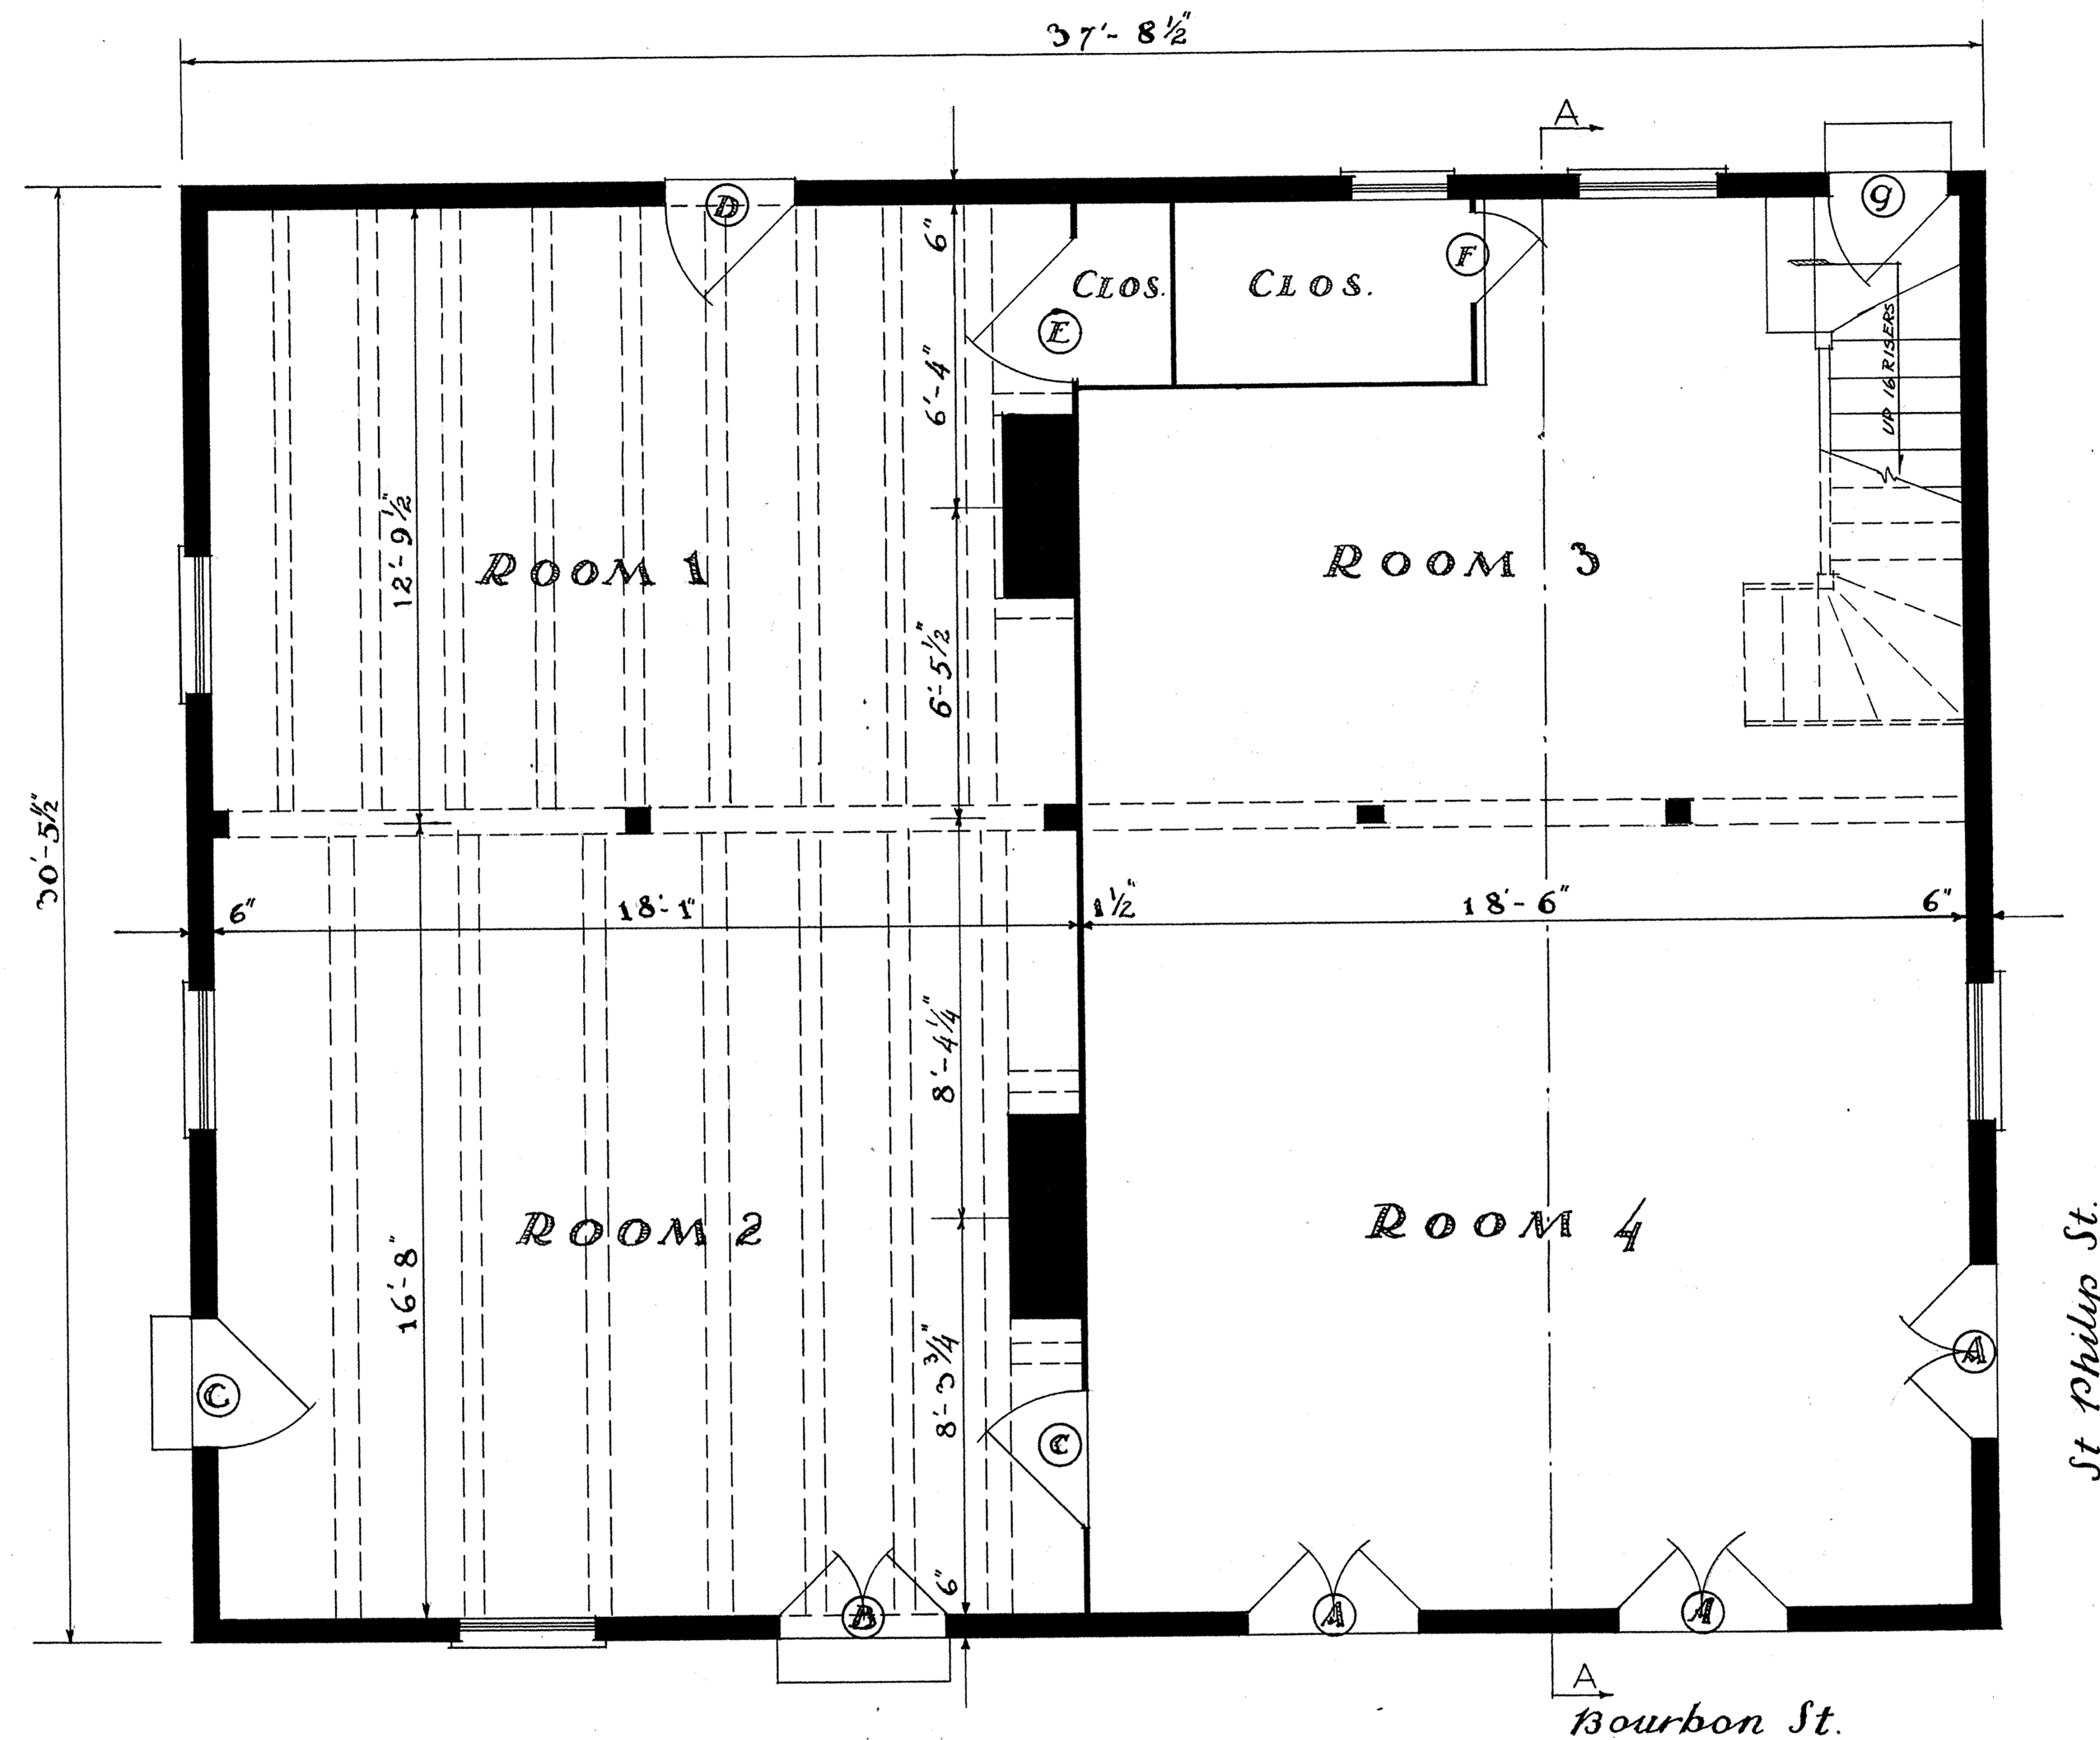 37'- 8½"
A
D
G
6"
CLOS.
CLOS.
F
E
UP 16 RISERS
6'-4"
12'-9½"
ROOM 1
ROOM 3
6'-5½"
30'-5½"
6"
18'-1"
1½"
18'-6"
6"
8'-4¼"
ROOM 2
ROOM 4
16'-8"
8'-3¾"
St Philip St.
A
C
C
6"
B
A
A
A
Bourbon St.